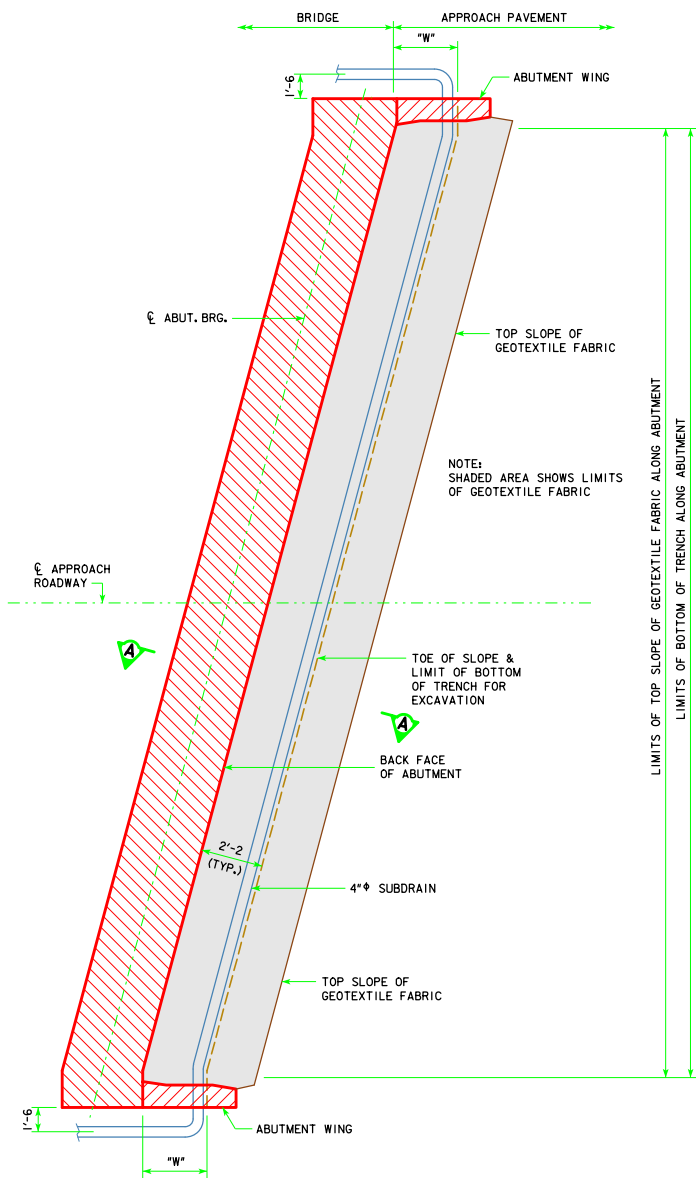 BRIDGE
APPROACH PAVEMENT
"W"
1'-6
ABUTMENT WING
℄ ABUT. BRG.
TOP SLOPE OF
GEOTEXTILE FABRIC
NOTE:
SHADED AREA SHOWS LIMITS
OF GEOTEXTILE FABRIC
LIMITS OF TOP SLOPE OF GEOTEXTILE FABRIC ALONG ABUTMENT
LIMITS OF BOTTOM OF TRENCH ALONG ABUTMENT
℄ APPROACH
ROADWAY
A
TOE OF SLOPE &
LIMIT OF BOTTOM
OF TRENCH FOR
EXCAVATION
A
BACK FACE
OF ABUTMENT
2'-2
(TYP.)
4"ϕ SUBDRAIN
TOP SLOPE OF
GEOTEXTILE FABRIC
1'-6
ABUTMENT WING
"W"